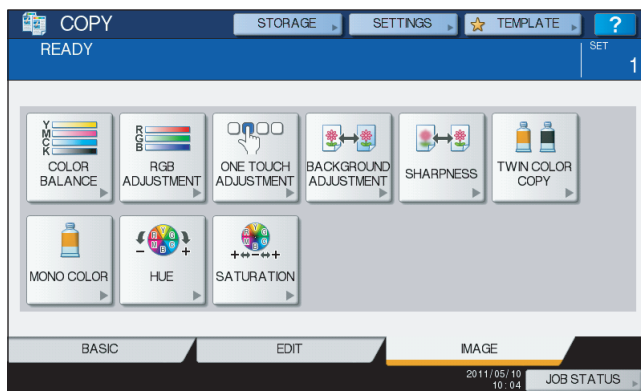 COPY
STORAGE
SETTINGS
TEMPLATE
?
READY
SET
1
Y
M
C
K
COLOR
BALANCE
R
G
B
RGB
ADJUSTMENT
ONE TOUCH
ADJUSTMENT
BACKGROUND
ADJUSTMENT
SHARPNESS
TWIN COLOR
COPY
MONO COLOR
- +
HUE
+ - +
SATURATION
BASIC
EDIT
IMAGE
2011/05/10
10:04
JOB STATUS